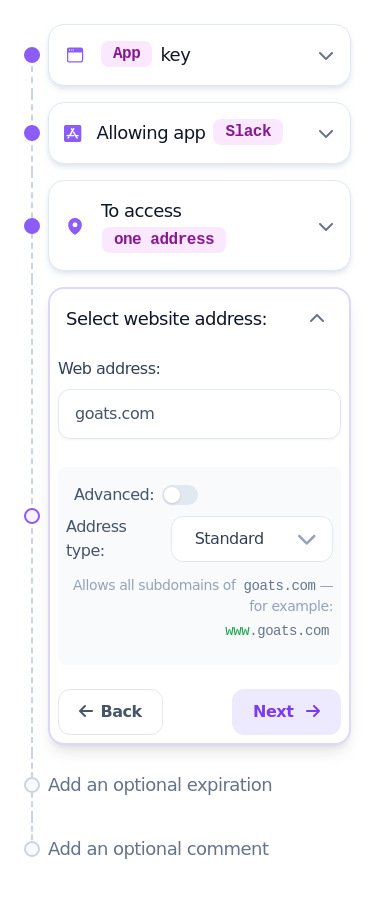 App key
Allowing app Slack
To access
one address
Select website address:
Web address:
goats.com
Advanced:
Address
type:
Standard
Allows all subdomains of goats.com —
for example:
www.goats.com
Back
Next
Add an optional expiration
Add an optional comment